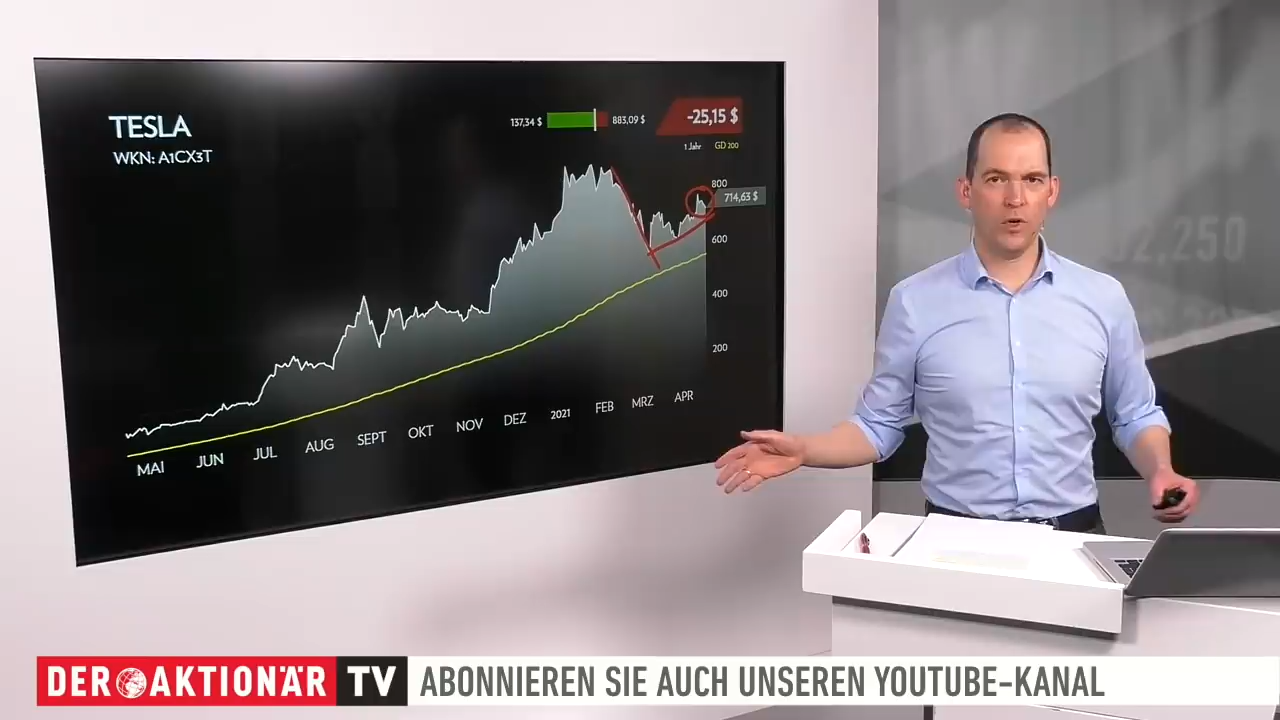 TESLA
WKN: A1CX3T
137,34 $
883,09 $
-25,15 $
1 Jahr GD 200
800
714,63 $
600
400
200
MAI JUN JUL AUG SEPT OKT NOV DEZ 2021 FEB MRZ APR
2,250
DER AKTIONÄR TV
ABONNIEREN SIE AUCH UNSEREN YOUTUBE-KANAL